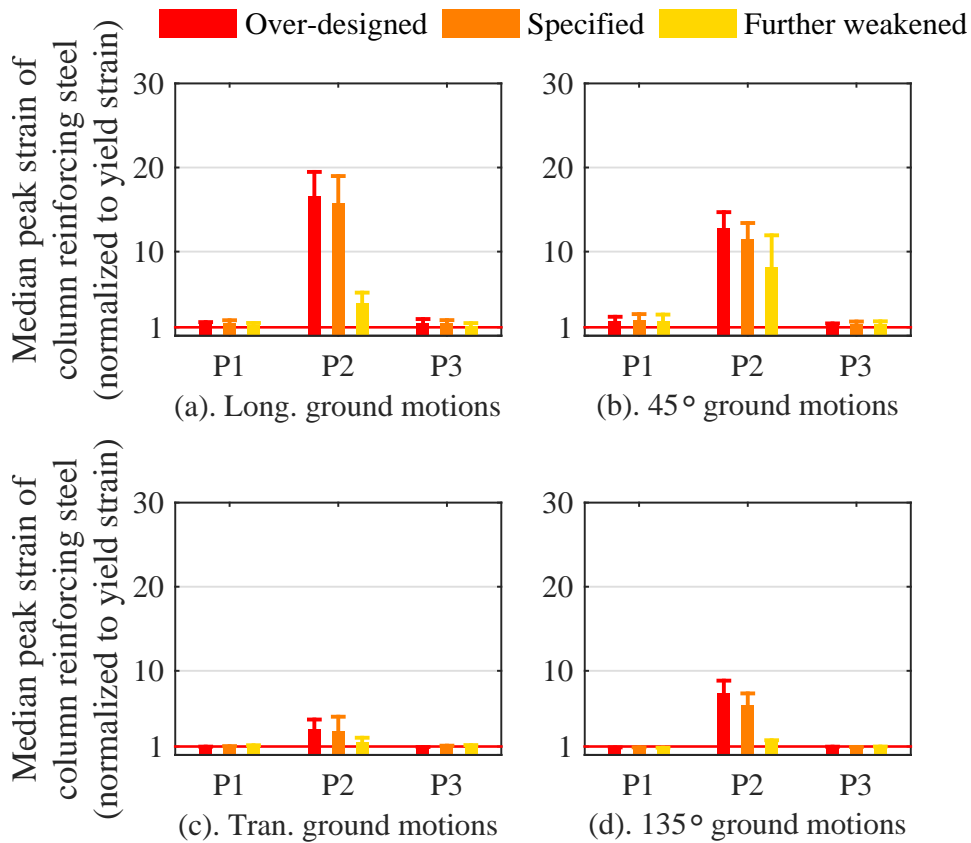 Over-designed Specified Further weakened
Median peak strain of
column reinforcing steel
(normalized to yield strain)
30
20
10
1
P1 P2 P3
(a). Long. ground motions
30
20
10
1
P1 P2 P3
(b). 45° ground motions
Median peak strain of
column reinforcing steel
(normalized to yield strain)
30
20
10
1
P1 P2 P3
(c). Tran. ground motions
30
20
10
1
P1 P2 P3
(d). 135° ground motions